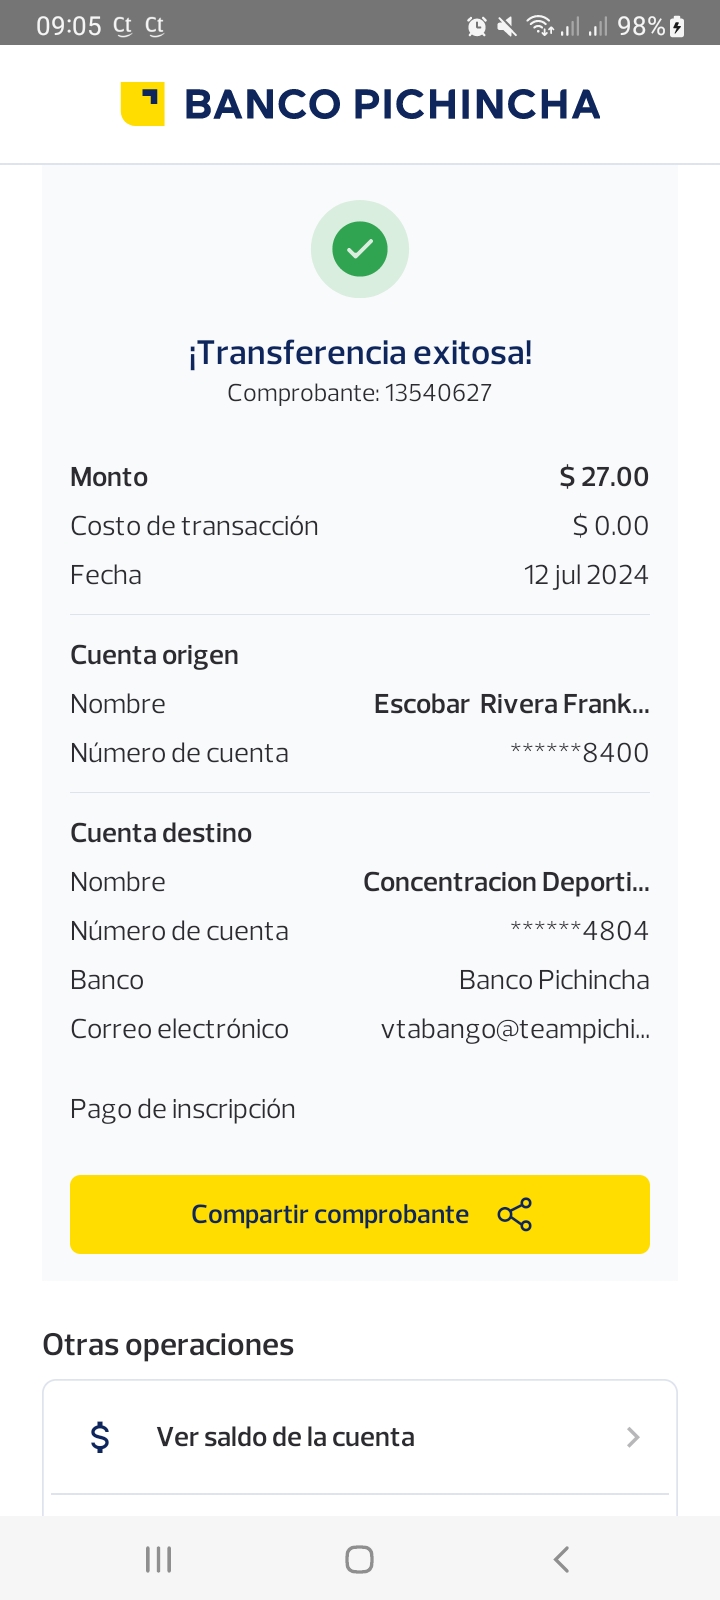 09:05 Ct Ct 98%
BANCO PICHINCHA
¡Transferencia exitosa!
Comprobante: 13540627
Monto $ 27.00
Costo de transacción $ 0.00
Fecha 12 jul 2024
Cuenta origen
Nombre Escobar Rivera Frank...
Número de cuenta ******8400
Cuenta destino
Nombre Concentracion Deporti...
Número de cuenta ******4804
Banco Banco Pichincha
Correo electrónico vtabango@teampichi...
Pago de inscripción
Compartir comprobante
Otras operaciones
$ Ver saldo de la cuenta